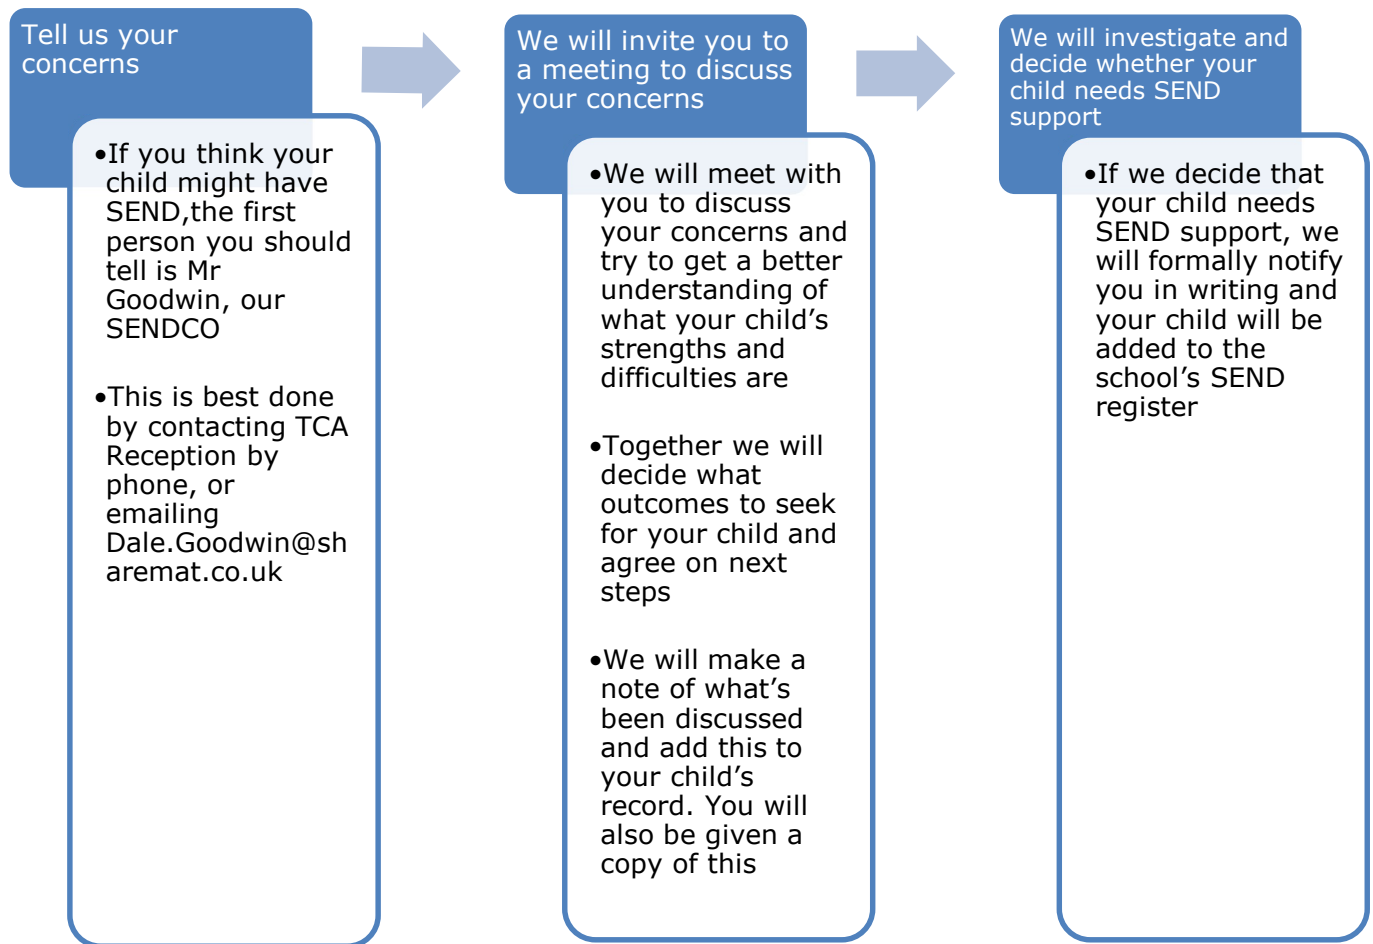 Tell us your
concerns
•If you think your
child might have
SEND,the first
person you should
tell is Mr
Goodwin, our
SENDCO
•This is best done
by contacting TCA
Reception by
phone, or
emailing
Dale.Goodwin@sh
aremat.co.uk
We will invite you to
a meeting to discuss
your concerns
•We will meet with
you to discuss
your concerns and
try to get a better
understanding of
what your child’s
strengths and
difficulties are
•Together we will
decide what
outcomes to seek
for your child and
agree on next
steps
•We will make a
note of what’s
been discussed
and add this to
your child’s
record. You will
also be given a
copy of this
We will investigate and
decide whether your
child needs SEND
support
•If we decide that
your child needs
SEND support, we
will formally notify
you in writing and
your child will be
added to the
school’s SEND
register